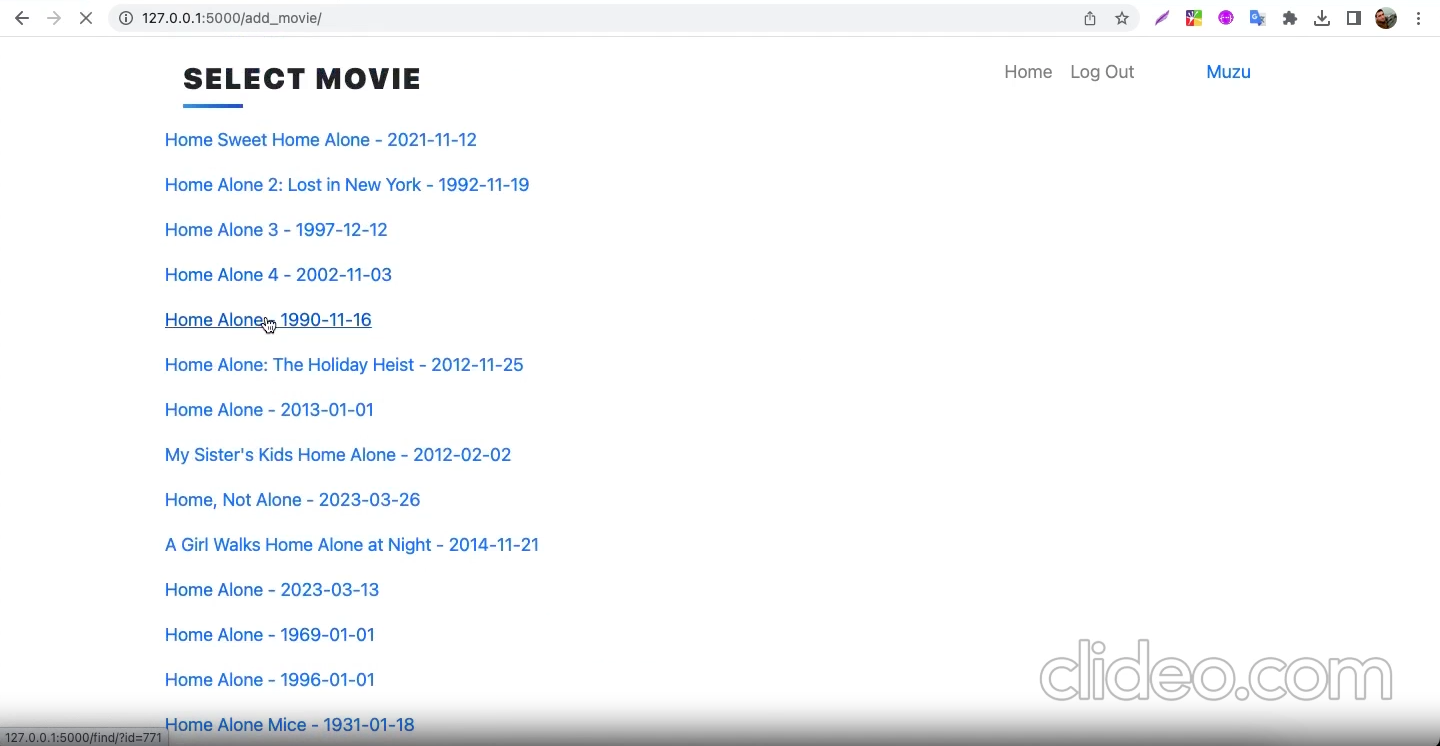 127.0.0.1:5000/add_movie/
SELECT MOVIE
Home Log Out Muzu
Home Sweet Home Alone - 2021-11-12
Home Alone 2: Lost in New York - 1992-11-19
Home Alone 3 - 1997-12-12
Home Alone 4 - 2002-11-03
Home Alone - 1990-11-16
Home Alone: The Holiday Heist - 2012-11-25
Home Alone - 2013-01-01
My Sister's Kids Home Alone - 2012-02-02
Home, Not Alone - 2023-03-26
A Girl Walks Home Alone at Night - 2014-11-21
Home Alone - 2023-03-13
Home Alone - 1969-01-01
Home Alone - 1996-01-01
Home Alone Mice - 1931-01-18
clideo.com
127.0.0.1:5000/find/?id=771